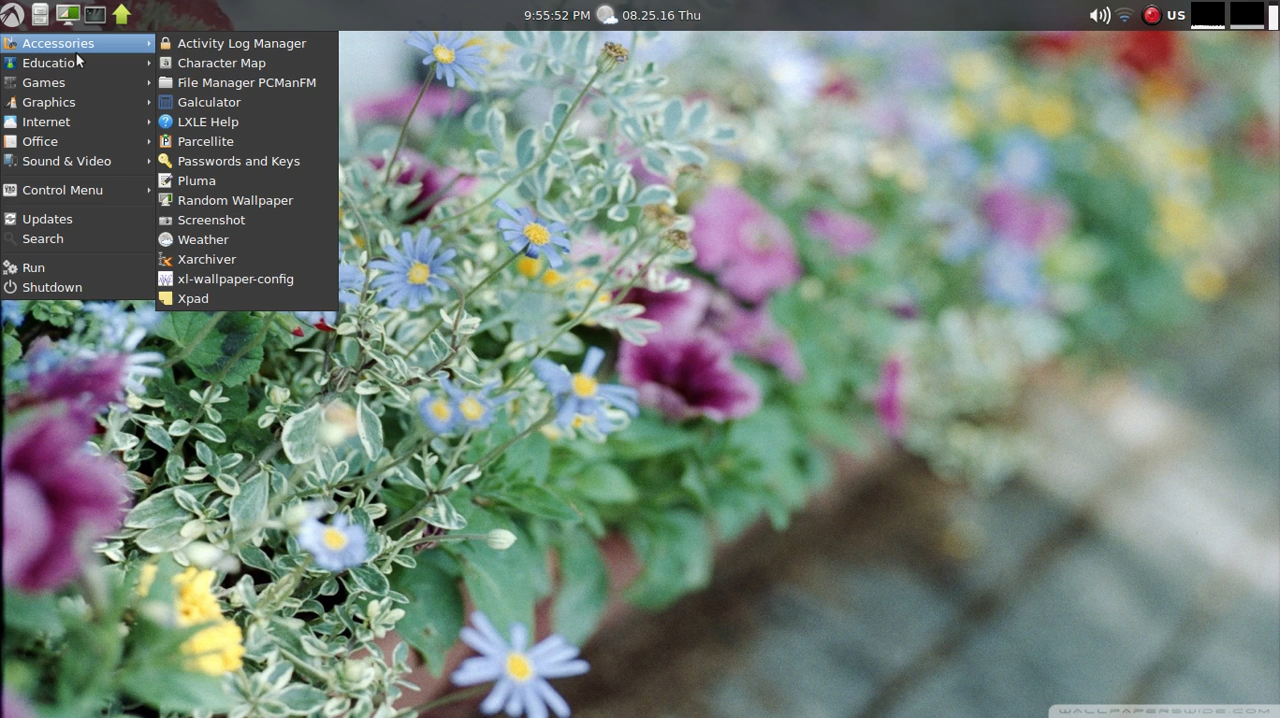 9:55:52 PM 08.25.16 Thu
US
Accessories
Education
Games
Graphics
Internet
Office
Sound & Video
Control Menu
Updates
Search
Run
Shutdown
Activity Log Manager
Character Map
File Manager PCManFM
Galculator
LXLE Help
Parcellite
Passwords and Keys
Pluma
Random Wallpaper
Screenshot
Weather
Xarchiver
xl-wallpaper-config
Xpad
WALLPAPERSWIDE.COM